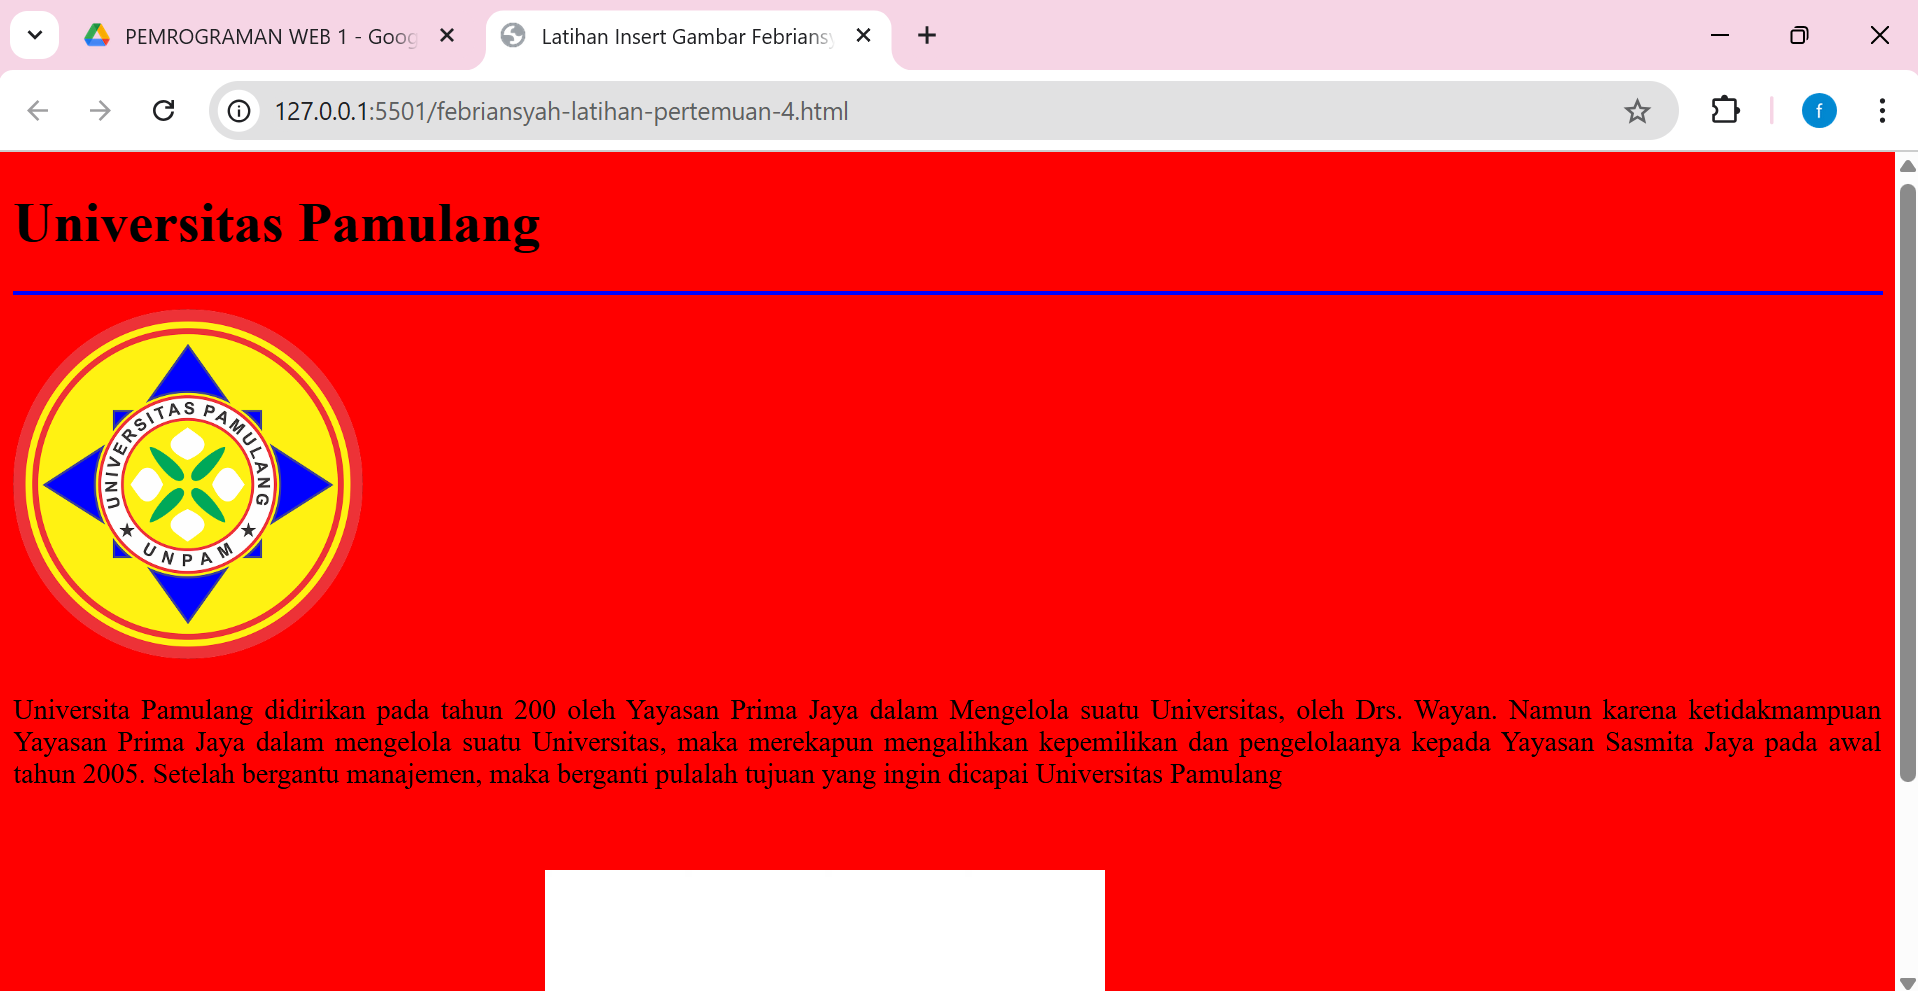 PEMROGRAMAN WEB 1 - Goog
Latihan Insert Gambar Febriansy
127.0.0.1:5501/febriansyah-latihan-pertemuan-4.html
f
Universitas Pamulang
UNIVERSITAS PAMULANG
★ UNPAM ★
Universita Pamulang didirikan pada tahun 200 oleh Yayasan Prima Jaya dalam Mengelola suatu Universitas, oleh Drs. Wayan. Namun karena ketidakmampuan
Yayasan Prima Jaya dalam mengelola suatu Universitas, maka merekapun mengalihkan kepemilikan dan pengelolaanya kepada Yayasan Sasmita Jaya pada awal
tahun 2005. Setelah bergantu manajemen, maka berganti pulalah tujuan yang ingin dicapai Universitas Pamulang